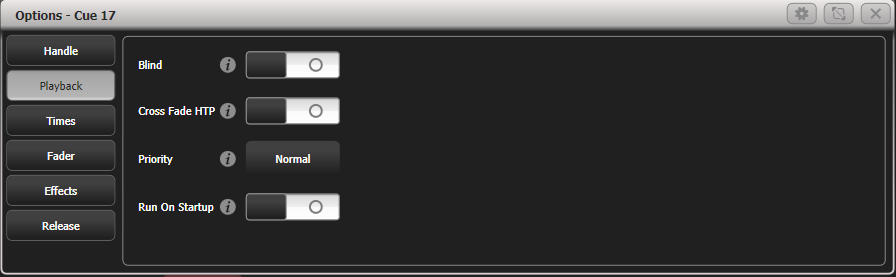 Options - Cue 17
Handle
Playback
Times
Fader
Effects
Release
Blind
Cross Fade HTP
Priority
Normal
Run On Startup